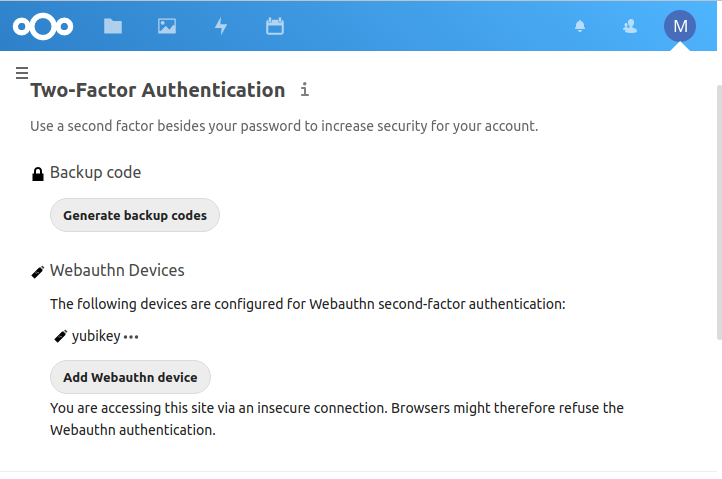 M
Two-Factor Authentication
Use a second factor besides your password to increase security for your account.
Backup code
Generate backup codes
Webauthn Devices
The following devices are configured for Webauthn second-factor authentication:
yubikey
Add Webauthn device
You are accessing this site via an insecure connection. Browsers might therefore refuse the
Webauthn authentication.